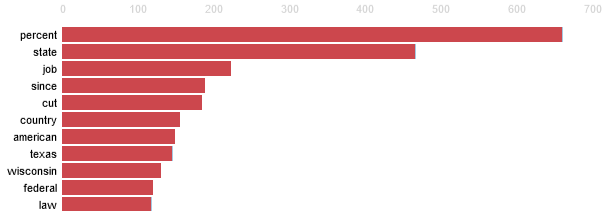 0 100 200 300 400 500 600 700
percent
state
job
since
cut
country
american
texas
wisconsin
federal
law